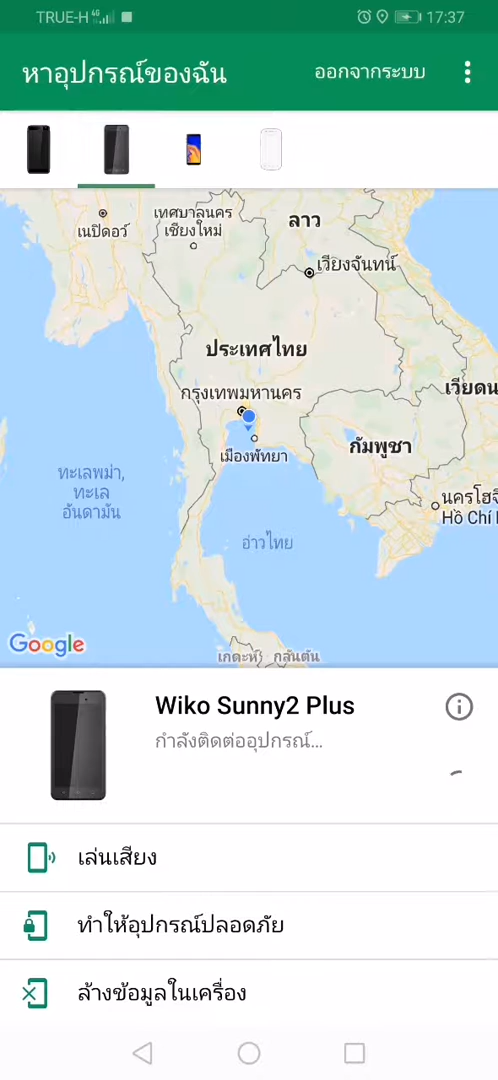 TRUE-H 4G 17:37
หาอุปกรณ์ของฉัน ออกจากระบบ
เทศบาลนคร
เชียงใหม่
ลาว
เนปิดอว์
เวียงจันทน์
ประเทศไทย
กรุงเทพมหานคร
เวียดน
กัมพูชา
เมืองพัทยา
ทะเลพม่า,
ทะเล
อันดามัน
นครโฮจิ
Hồ Chí
อ่าวไทย
Google
เกดะห์ กลันตัน
Wiko Sunny2 Plus
กำลังติดต่ออุปกรณ์...
เล่นเสียง
ทำให้อุปกรณ์ปลอดภัย
ล้างข้อมูลในเครื่อง